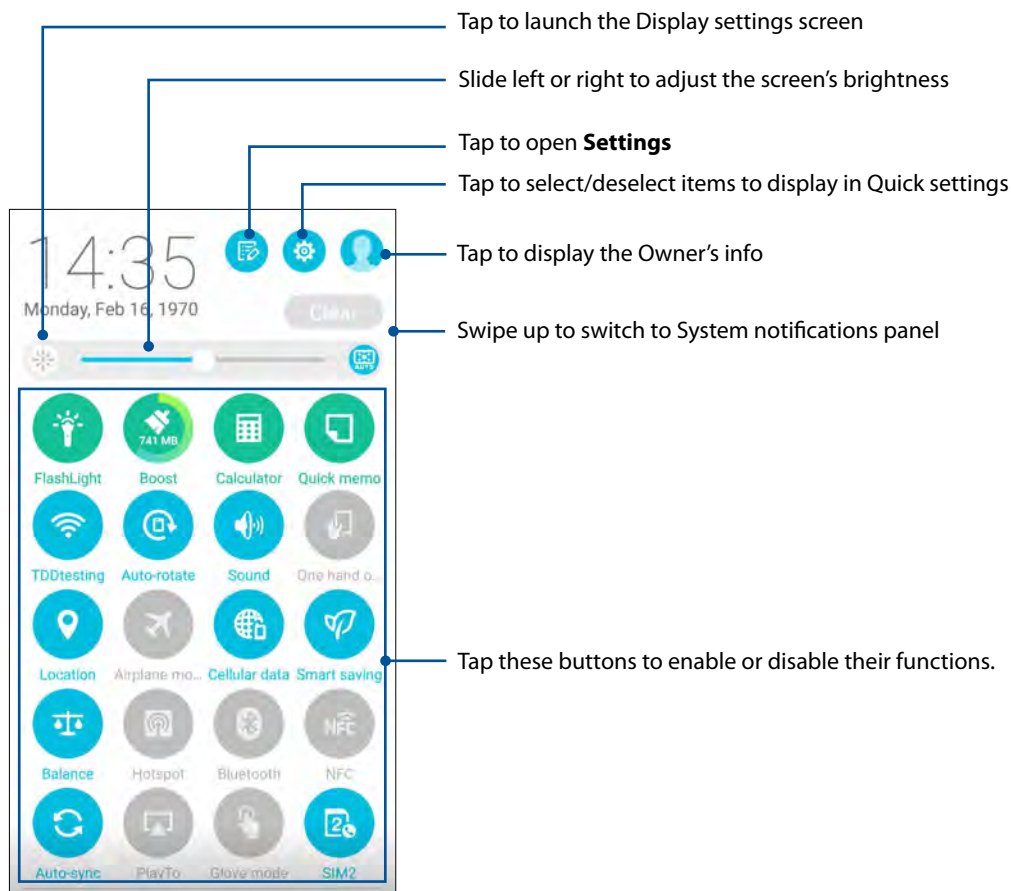 Tap to launch the Display settings screen
Slide left or right to adjust the screen's brightness
Tap to open Settings
Tap to select/deselect items to display in Quick settings
Tap to display the Owner's info
Swipe up to switch to System notifications panel
14:35
Monday, Feb 16, 1970
Clear
AUTO
741 MB
FlashLight Boost Calculator Quick memo
TDDtesting Auto-rotate Sound One hand o...
Location Airplane mo... Cellular data Smart saving
Tap these buttons to enable or disable their functions.
NFC
Balance Hotspot Bluetooth NFC
2
Auto-sync PlayTo Glove mode SIM2